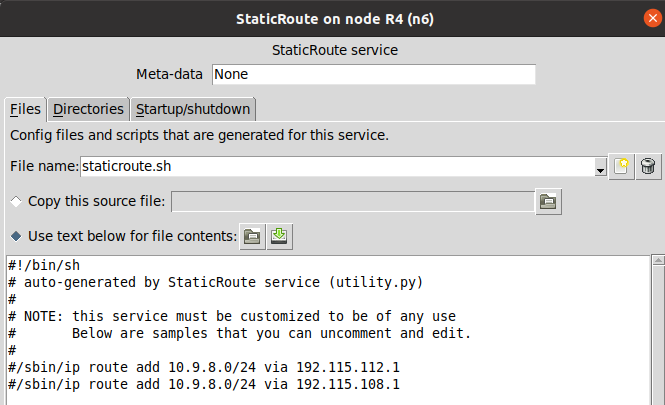 StaticRoute on node R4 (n6)
StaticRoute service
Meta-data None
Files Directories Startup/shutdown
Config files and scripts that are generated for this service.
File name: staticroute.sh
Copy this source file:
Use text below for file contents:
#!/bin/sh
# auto-generated by StaticRoute service (utility.py)
#
# NOTE: this service must be customized to be of any use
#       Below are samples that you can uncomment and edit.
#
#/sbin/ip route add 10.9.8.0/24 via 192.115.112.1
#/sbin/ip route add 10.9.8.0/24 via 192.115.108.1